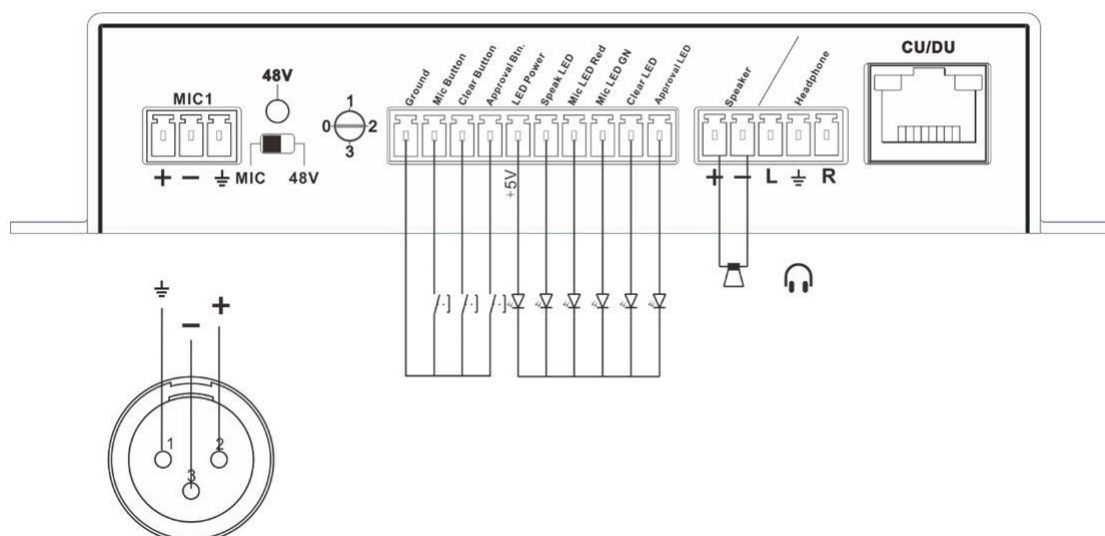 CU/DU
48V
MIC1
Ground
Mic Button
Clear Button
Approval Btn.
LED Power
Speak LED
Mic LED Red
Mic LED GN
Clear LED
Approval LED
Speaker
Headphone
1
0 2
3
+ − ⏚
MIC 48V
+5V
+ − L ⏚ R
⏚ − +
1 2
3